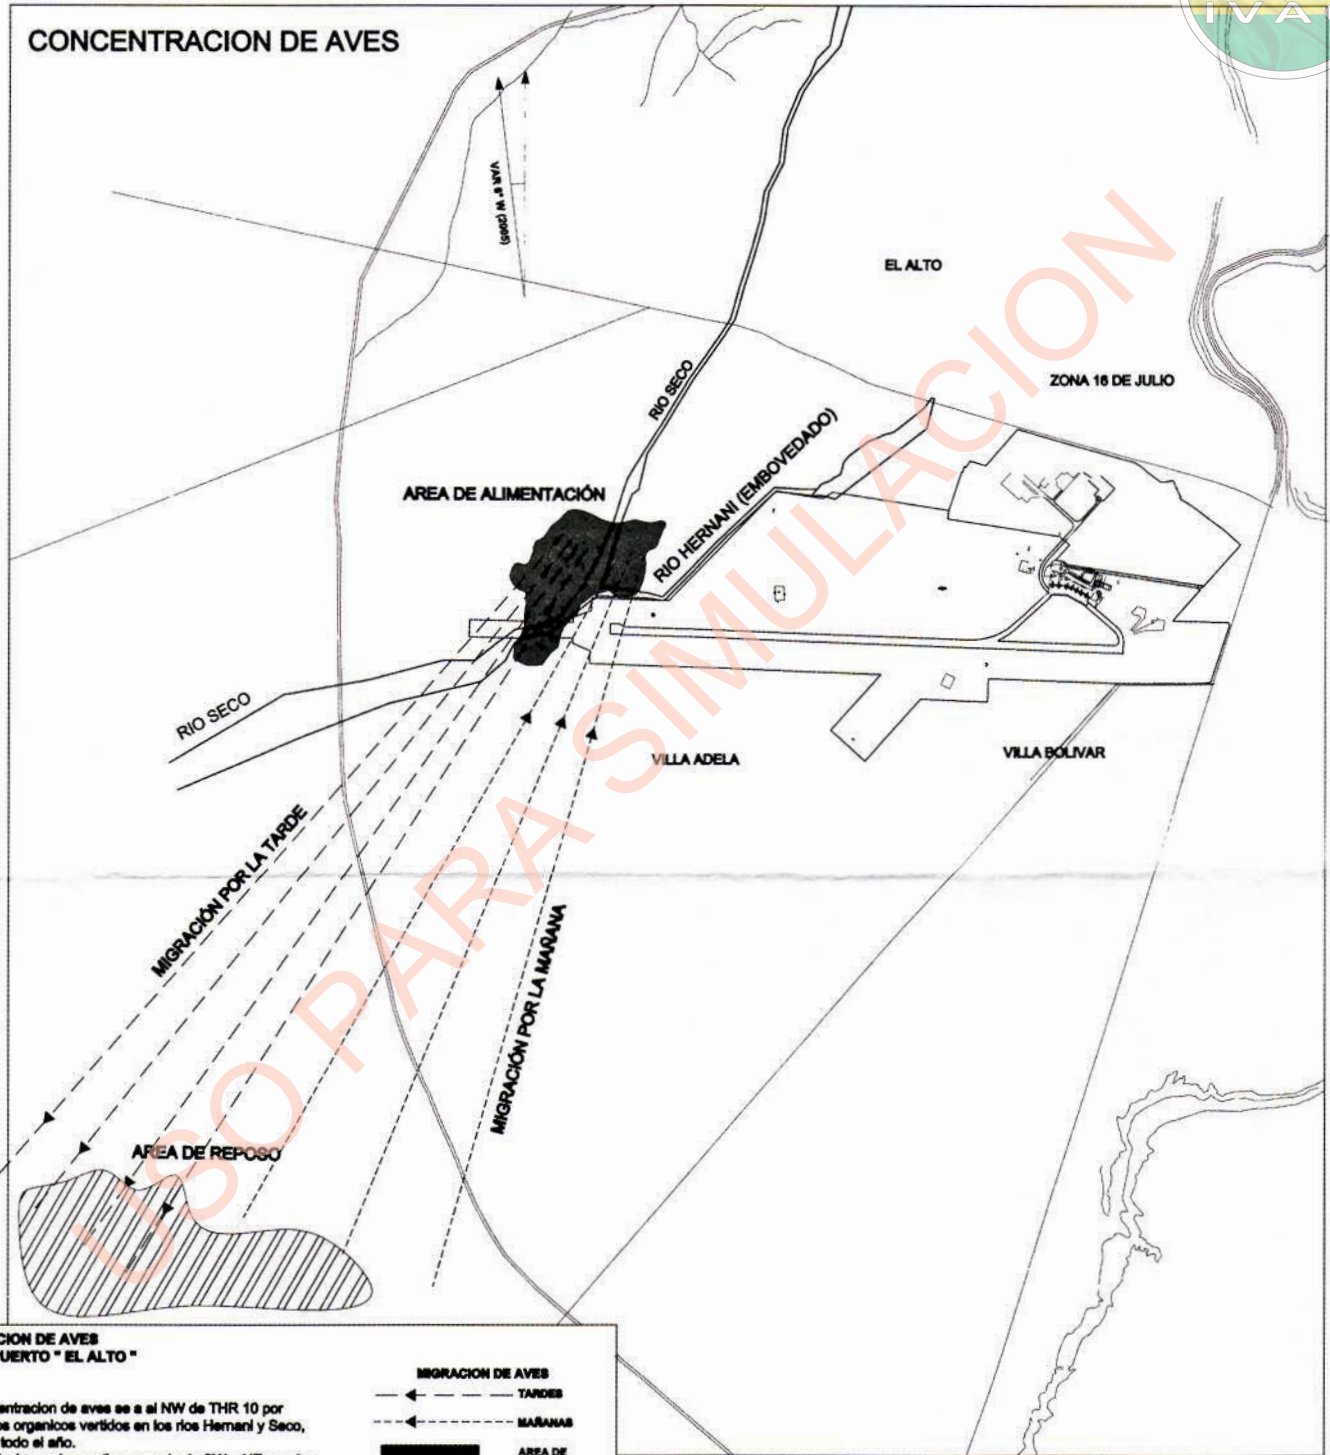 CONCENTRACION DE AVES
IVA
VAR 6° W (2005)
EL ALTO
ZONA 16 DE JULIO
RIO SECO
RIO HERNANI (EMBOVEDADO)
AREA DE ALIMENTACIÓN
RIO SECO
VILLA ADELA
VILLA BOLIVAR
MIGRACIÓN POR LA TARDE
MIGRACIÓN POR LA MAÑANA
AREA DE REPOSO
USO PARA SIMULACION
CION DE AVES
UERTO " EL ALTO "
entracion de aves se a al NW de THR 10 por
os organicos vertidos en los rios Hernani y Seco,
todo el año.
MIGRACION DE AVES
TARDES
MAÑANAS
AREA DE